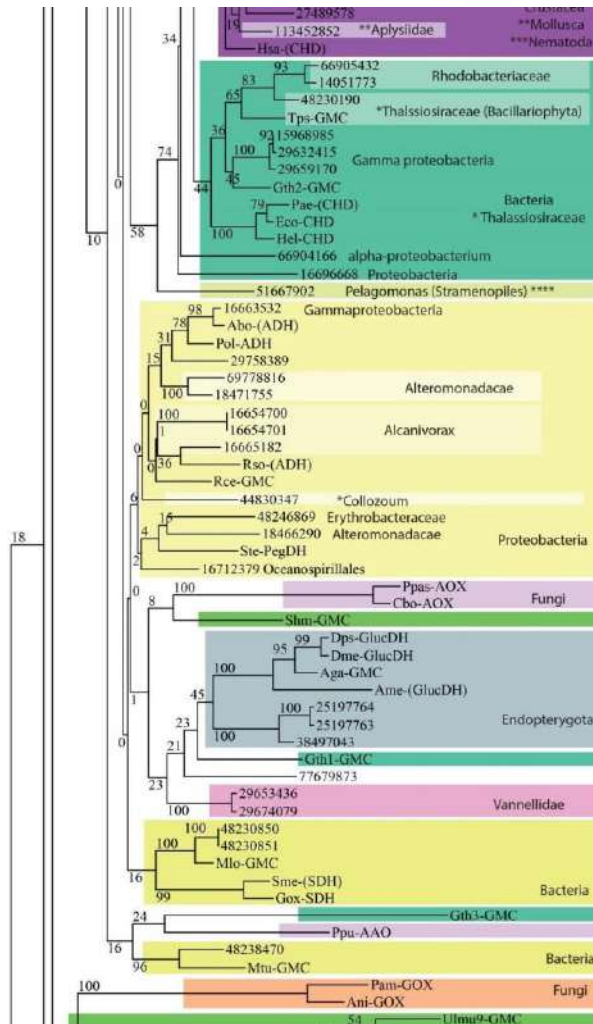 Crustacea
27489578
**Mollusca
19
113452852 **Aplysiidae
***Nematoda
34
Hsa-(CHD)
93 66905432
Rhodobacteriaceae
83
14051773
65
48230190
*Thalssiosiraceae (Bacillariophyta)
Tps-GMC
36
92 15968985
100
29632415
Gamma proteobacteria
0
74
29659170
45
44
Gth2-GMC
79 Pae-(CHD)
Bacteria
Eco-CHD
* Thalassiosiraceae
10
58
100
Hel-CHD
66904166 alpha-proteobacterium
16696668 Proteobacteria
51667902 Pelagomonas (Stramenopiles) ****
98 16663532 Gammaproteobacteria
78
Abo-(ADH)
31
Pol-ADH
15
29758389
69778816
Alteromonadacae
100
18471755
0
100 16654700
16654701 Alcanivorax
1
0
16665182
0
36
Rso-(ADH)
Rce-GMC
6
44830347 *Collozoum
15 48246869 Erythrobacteraceae
4
18466290 Alteromonadacae
18
Ste-PegDH
Proteobacteria
2
16712379 Oceanospirillales
0
100 Ppas-AOX
8
Fungi
Cbo-AOX
Shm-GMC
99 Dps-GlucDH
95
Dme-GlucDH
100
Aga-GMC
45
Ame-(GlucDH)
1
100 25197764
Endopterygota
23
25197763
0
100
38497043
21
Gth1-GMC
77679873
23
29653436
Vannellidae
100
29674079
100 48230850
100
48230851
Mlo-GMC
16
Sme-(SDH)
Bacteria
99
Gox-SDH
24
Gth3-GMC
Ppu-AAO
16
48238470
Bacteria
96
Mtu-GMC
100
Pam-GOX
Fungi
Ani-GOX
54
Ulmu9-GMC